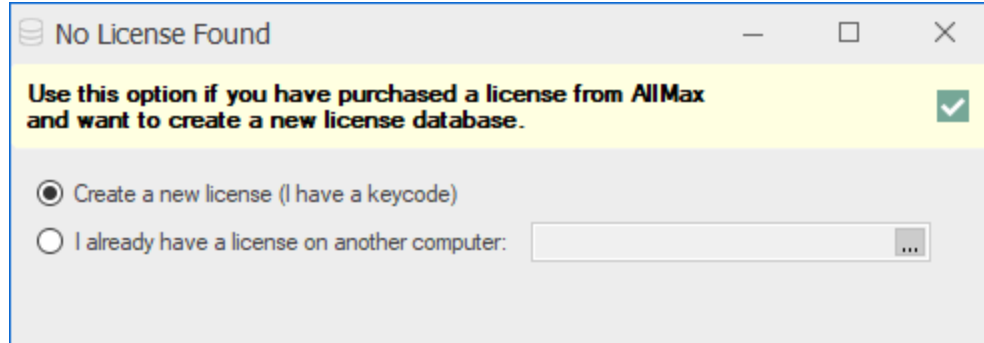 No License Found
Use this option if you have purchased a license from AllMax
and want to create a new license database.
Create a new license (I have a keycode)
I already have a license on another computer:
...